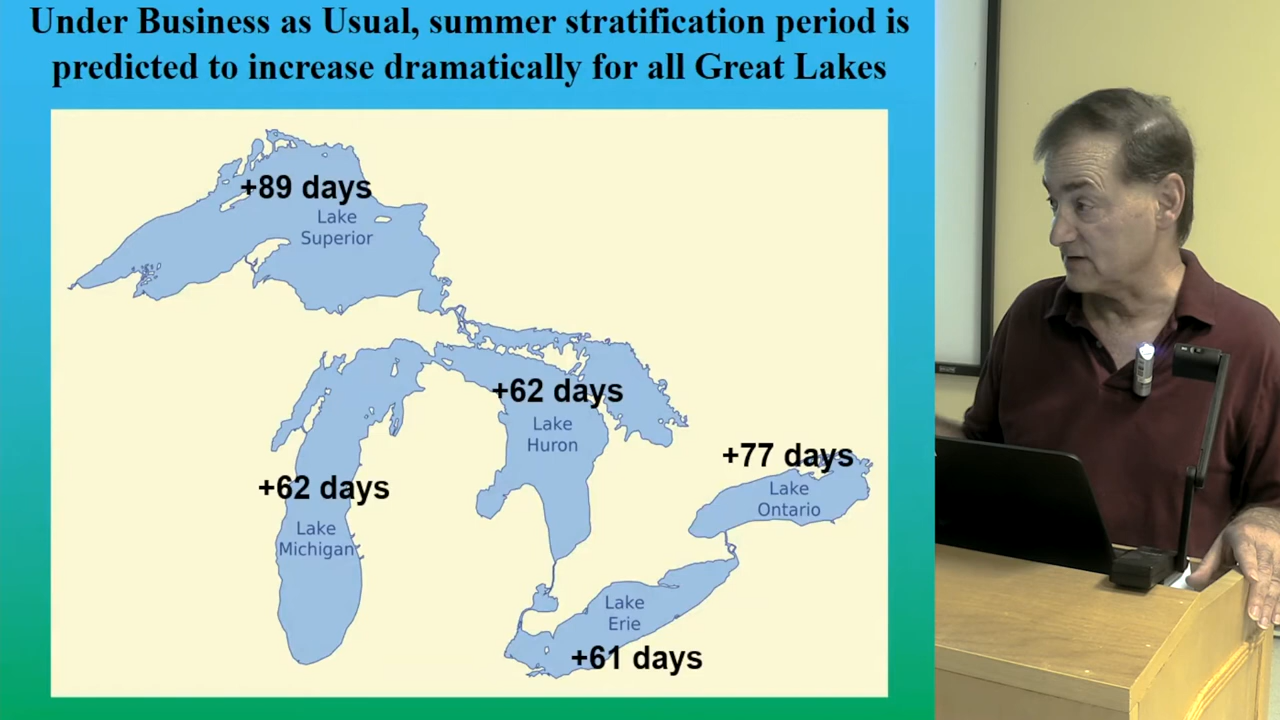 Under Business as Usual, summer stratification period is
predicted to increase dramatically for all Great Lakes
+89 days
Lake
Superior
+62 days
Lake
Huron
+77 days
Lake
Ontario
+62 days
Lake
Michigan
Lake
Erie
+61 days